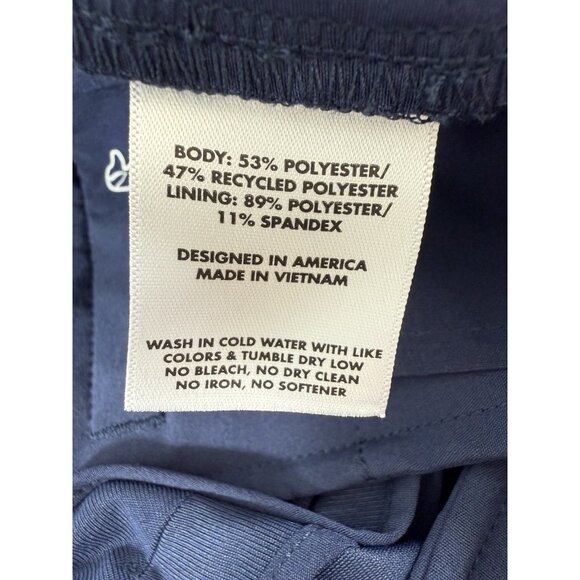 BODY: 53% POLYESTER/
47% RECYCLED POLYESTER
LINING: 89% POLYESTER/
11% SPANDEX
DESIGNED IN AMERICA
MADE IN VIETNAM
WASH IN COLD WATER WITH LIKE
COLORS & TUMBLE DRY LOW
NO BLEACH, NO DRY CLEAN
NO IRON, NO SOFTENER